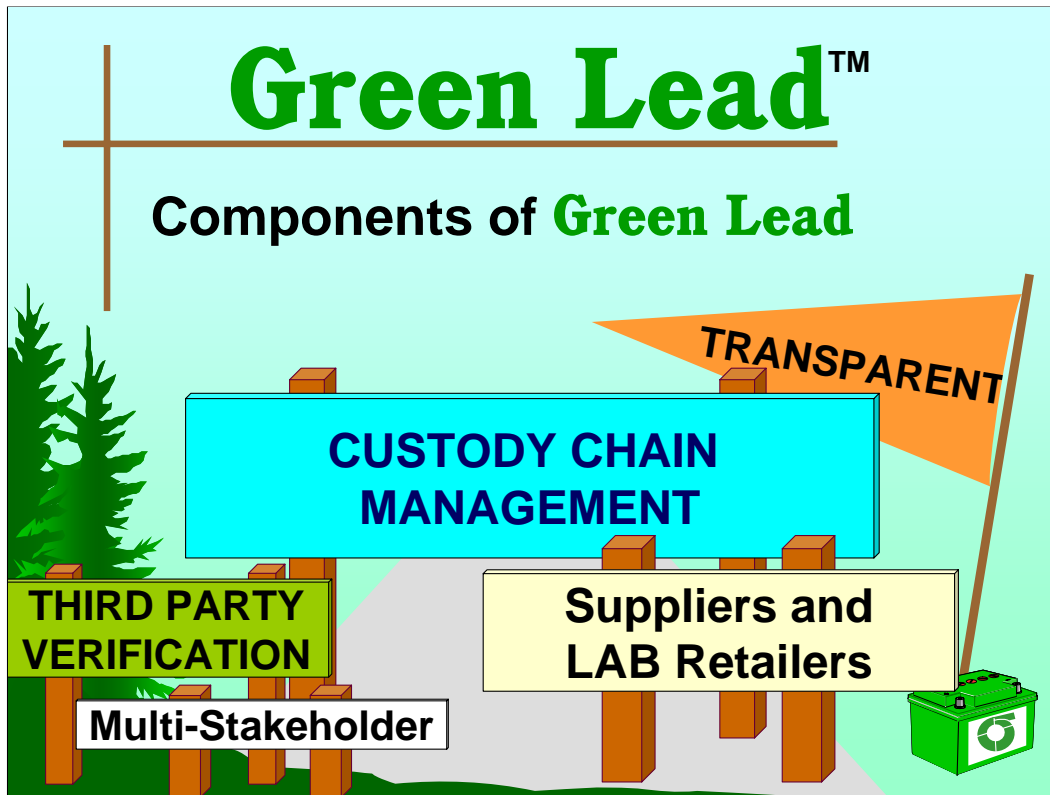 Green Lead™
Components of Green Lead
TRANSPARENT
CUSTODY CHAIN
MANAGEMENT
THIRD PARTY
VERIFICATION
Suppliers and
LAB Retailers
Multi-Stakeholder